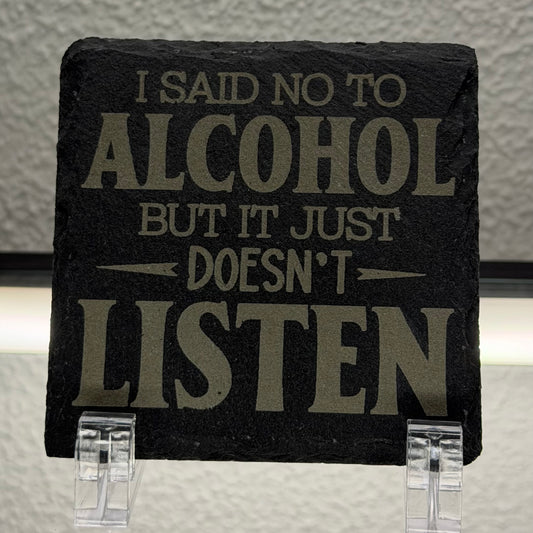 I SAID NO TO
ALCOHOL
BUT IT JUST
DOESN'T
LISTEN